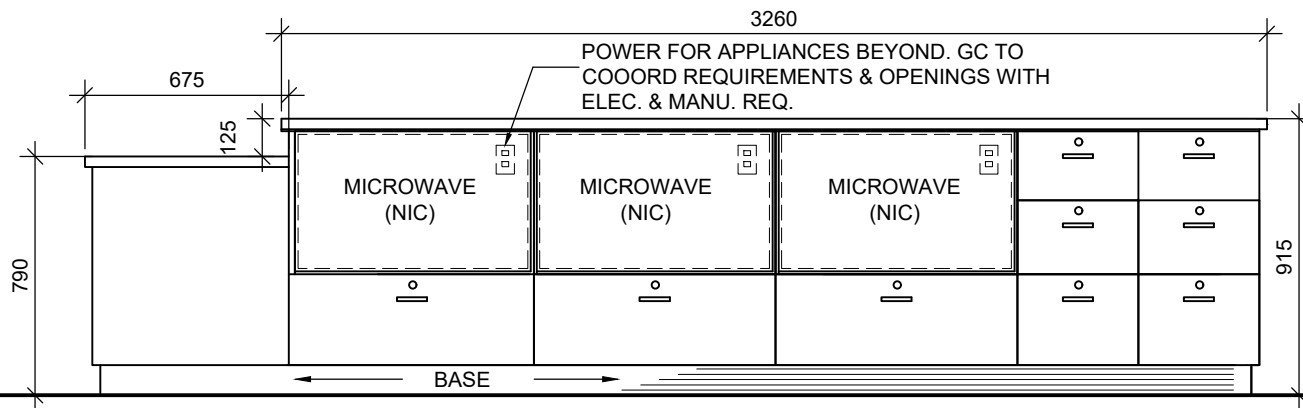 3260
POWER FOR APPLIANCES BEYOND. GC TO
COOORD REQUIREMENTS & OPENINGS WITH
ELEC. & MANU. REQ.
675
125
MICROWAVE
(NIC)
MICROWAVE
(NIC)
MICROWAVE
(NIC)
790
915
BASE